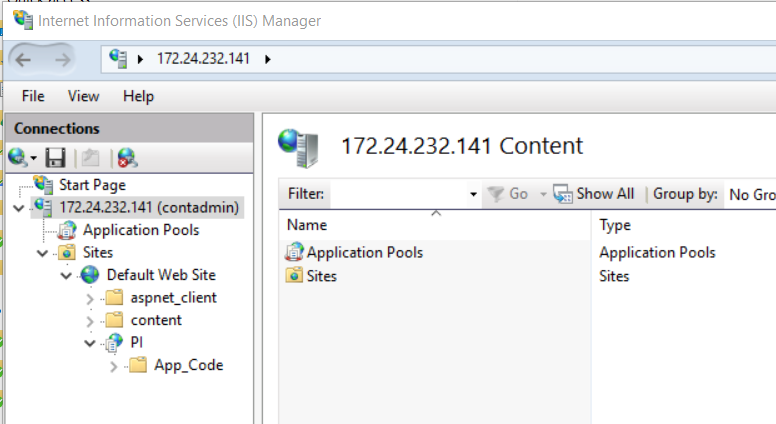 Internet Information Services (IIS) Manager
172.24.232.141
File View Help
Connections
Start Page
172.24.232.141 (contadmin)
Application Pools
Sites
Default Web Site
aspnet_client
content
PI
App_Code
172.24.232.141 Content
Filter: Go Show All Group by: No Gro
Name Type
Application Pools Application Pools
Sites Sites